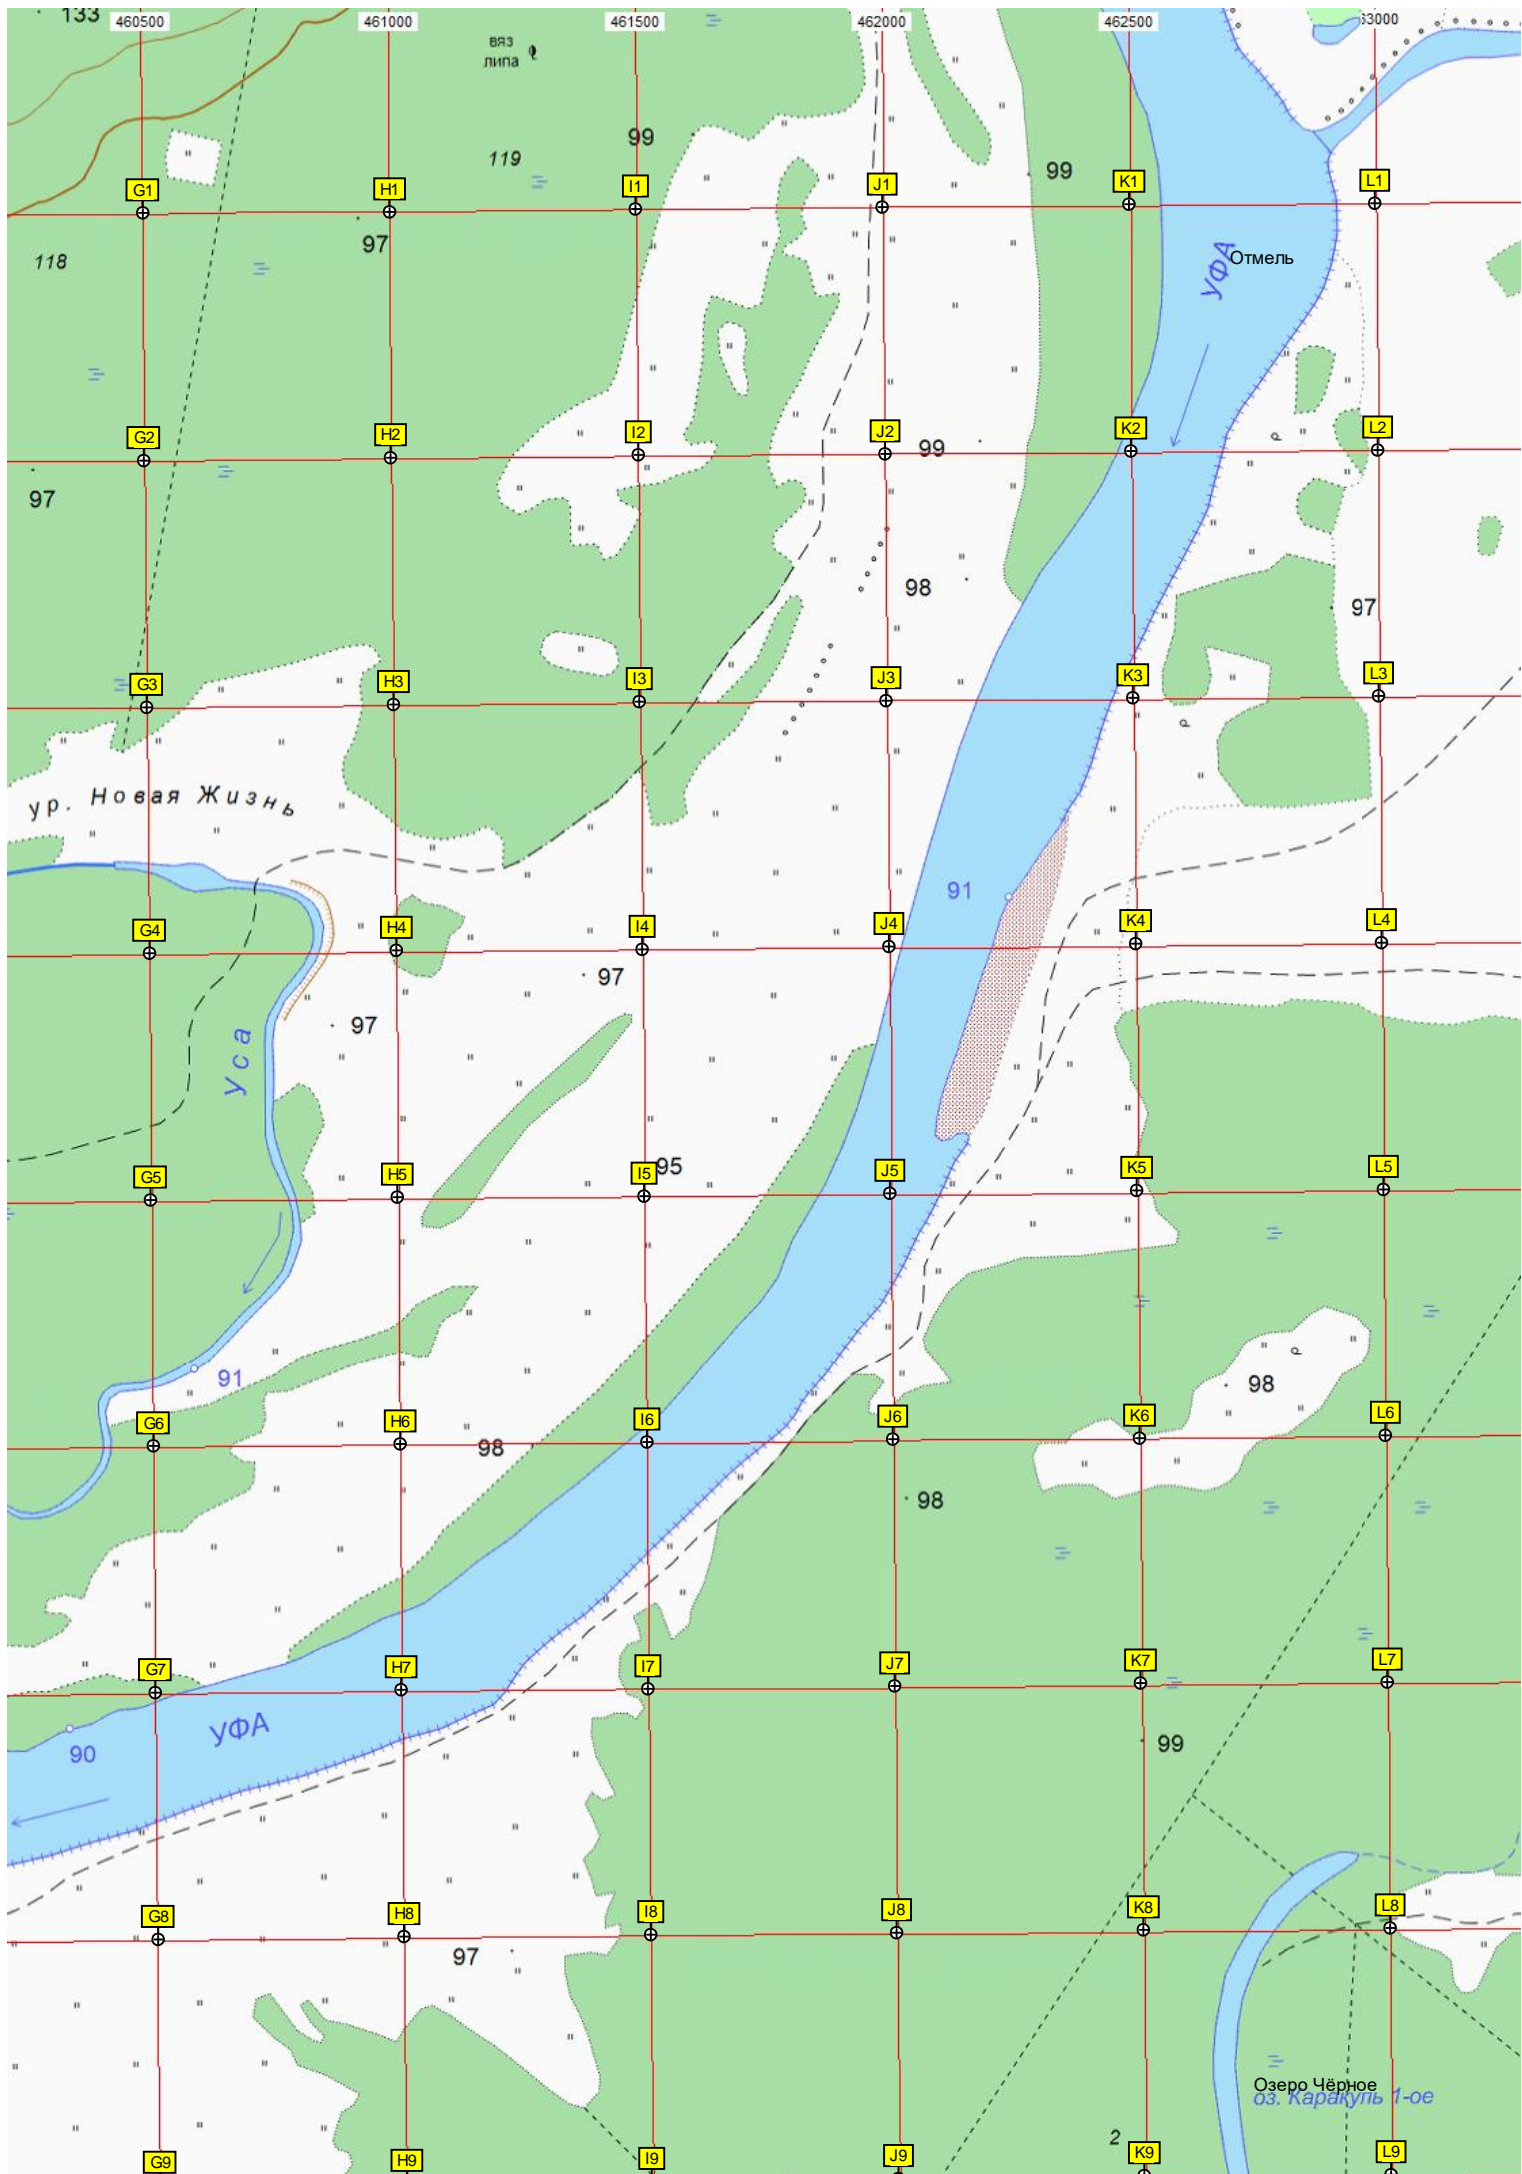 133
460500 461000 461500 462000 462500 63000
вяз
липа
99
119
99
G1 H1 I1 J1 K1 L1
97
118
УФА
Отмель
G2 H2 I2 J2 K2 L2
99
97
98
97
G3 H3 I3 J3 K3 L3
ур. Новая Жизнь
91
G4 H4 I4 J4 K4 L4
97
97
Уса
95
G5 H5 I5 J5 K5 L5
91
98
G6 H6 I6 J6 K6 L6
98
98
G7 H7 I7 J7 K7 L7
УФА
90
99
G8 H8 I8 J8 K8 L8
97
Озеро Чёрное
оз. Каракуль 1-ое
2
G9 H9 I9 J9 K9 L9